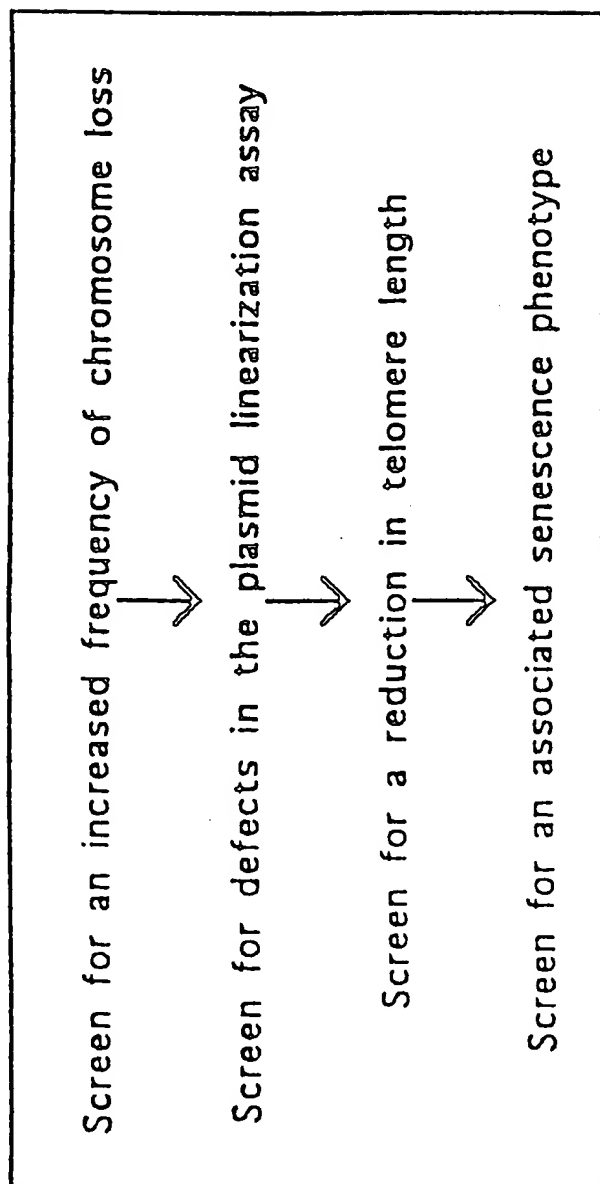 Screen for an increased frequency of chromosome loss
Screen for defects in the plasmid linearization assay
Screen for a reduction in telomere length
Screen for an associated senescence phenotype